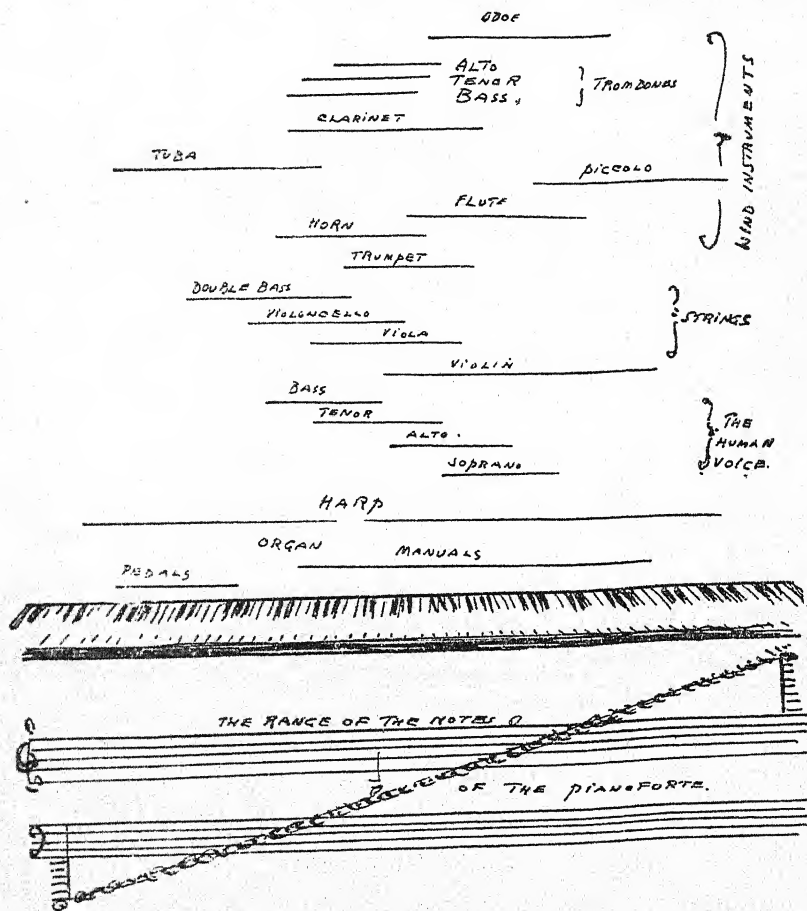 OBOE
ALTO
TENOR
BASS.
TROMBONES
CLARINET
TUBA
PICCOLO
FLUTE
HORN
TRUMPET
WIND INSTRUMENTS
DOUBLE BASS
VIOLONCELLO
VIOLA
VIOLIN
STRINGS
BASS
TENOR
ALTO.
SOPRANO
THE
HUMAN
VOICE.
HARP
ORGAN MANUALS
PEDALS
THE RANGE OF THE NOTES
OF THE PIANOFORTE.